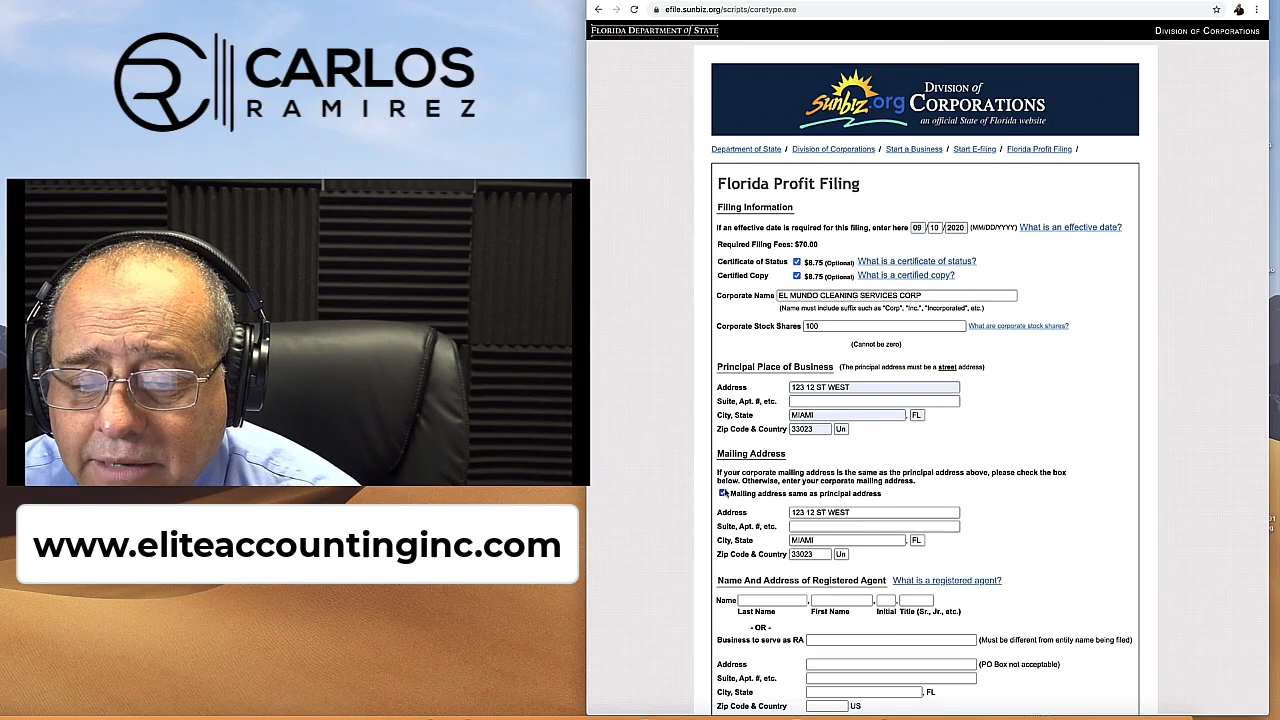 CARLOS
RAMIREZ
www.eliteaccountinginc.com
efile.sunbiz.org/scripts/coretype.exe
FLORIDA DEPARTMENT of STATE
DIVISION OF CORPORATIONS
sunbiz.org
Division of
CORPORATIONS
an official State of Florida website
Department of State / Division of Corporations / Start a Business / Start E-filing / Florida Profit Filing /
Florida Profit Filing
Filing Information
If an effective date is required for this filing, enter here 09 / 10 / 2020 (MM/DD/YYYY) What is an effective date?
Required Filing Fees: $70.00
Certificate of Status $8.75 (Optional) What is a certificate of status?
Certified Copy $8.75 (Optional) What is a certified copy?
Corporate Name EL MUNDO CLEANING SERVICES CORP
(Name must include suffix such as "Corp", "Inc.", "Incorporated", etc.)
Corporate Stock Shares 100 What are corporate stock shares?
(Cannot be zero)
Principal Place of Business (The principal address must be a street address)
Address 123 12 ST WEST
Suite, Apt. #, etc.
City, State MIAMI , FL
Zip Code & Country 33023 Un
Mailing Address
If your corporate mailing address is the same as the principal address above, please check the box
below. Otherwise, enter your corporate mailing address.
Mailing address same as principal address
Address 123 12 ST WEST
Suite, Apt. #, etc.
City, State MIAMI , FL
Zip Code & Country 33023 Un
Name And Address of Registered Agent What is a registered agent?
Name , , ,
Last Name First Name Initial Title (Sr., Jr., etc.)
- OR -
Business to serve as RA (Must be different from entity name being filed)
Address (PO Box not acceptable)
Suite, Apt. #, etc.
City, State , FL
Zip Code & Country US